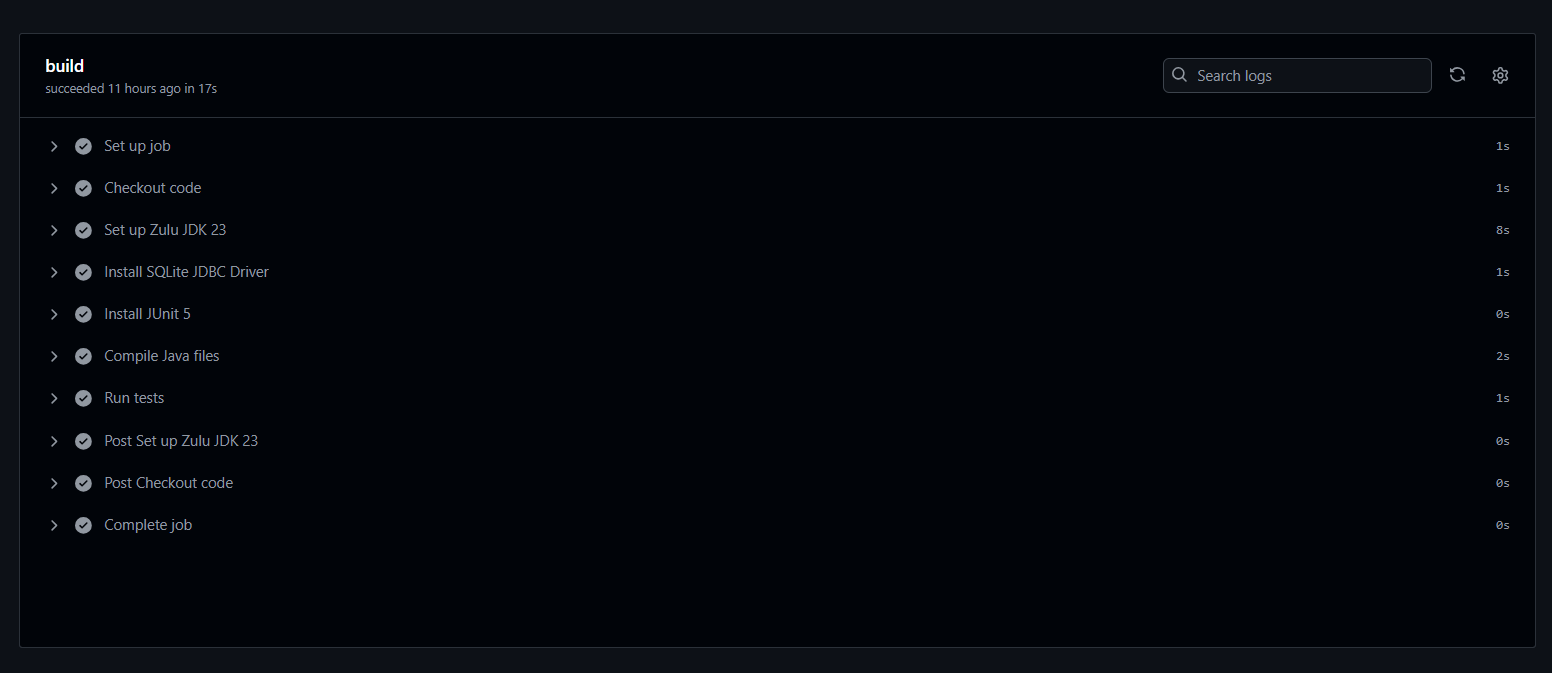 build
succeeded 11 hours ago in 17s
Search logs
Set up job 1s
Checkout code 1s
Set up Zulu JDK 23 8s
Install SQLite JDBC Driver 1s
Install JUnit 5 0s
Compile Java files 2s
Run tests 1s
Post Set up Zulu JDK 23 0s
Post Checkout code 0s
Complete job 0s